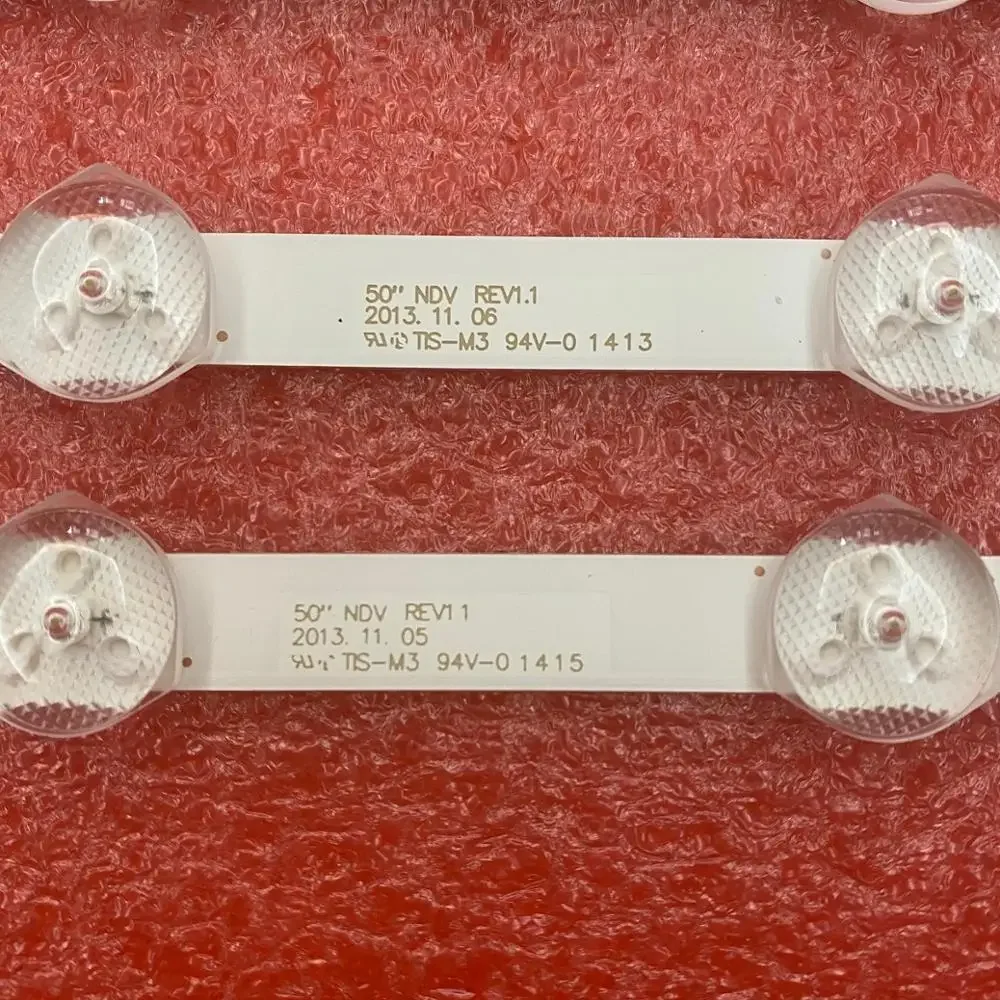 50" NDV REV1.1
2013. 11. 06
TIS-M3 94V-0 1413
50" NDV REV1 1
2013. 11. 05
TIS-M3 94V-0 1415